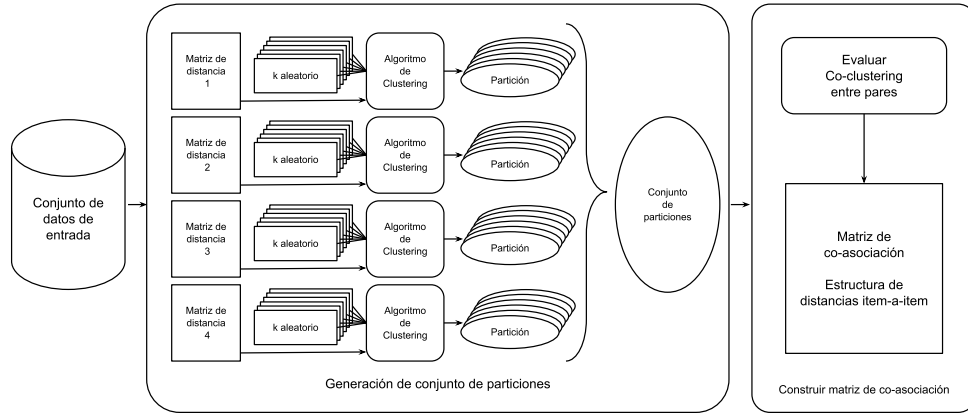 Conjunto de
datos de
entrada
Matriz de
distancia
1
k aleatorio
Algoritmo
de
Clustering
Partición
Matriz de
distancia
2
k aleatorio
Algoritmo
de
Clustering
Partición
Matriz de
distancia
3
k aleatorio
Algoritmo
de
Clustering
Partición
Matriz de
distancia
4
k aleatorio
Algoritmo
de
Clustering
Partición
Conjunto
de
particiones
Generación de conjunto de particiones
Evaluar
Co-clustering
entre pares
Matriz de
co-asociación
Estructura de
distancias item-a-item
Construir matriz de co-asociación